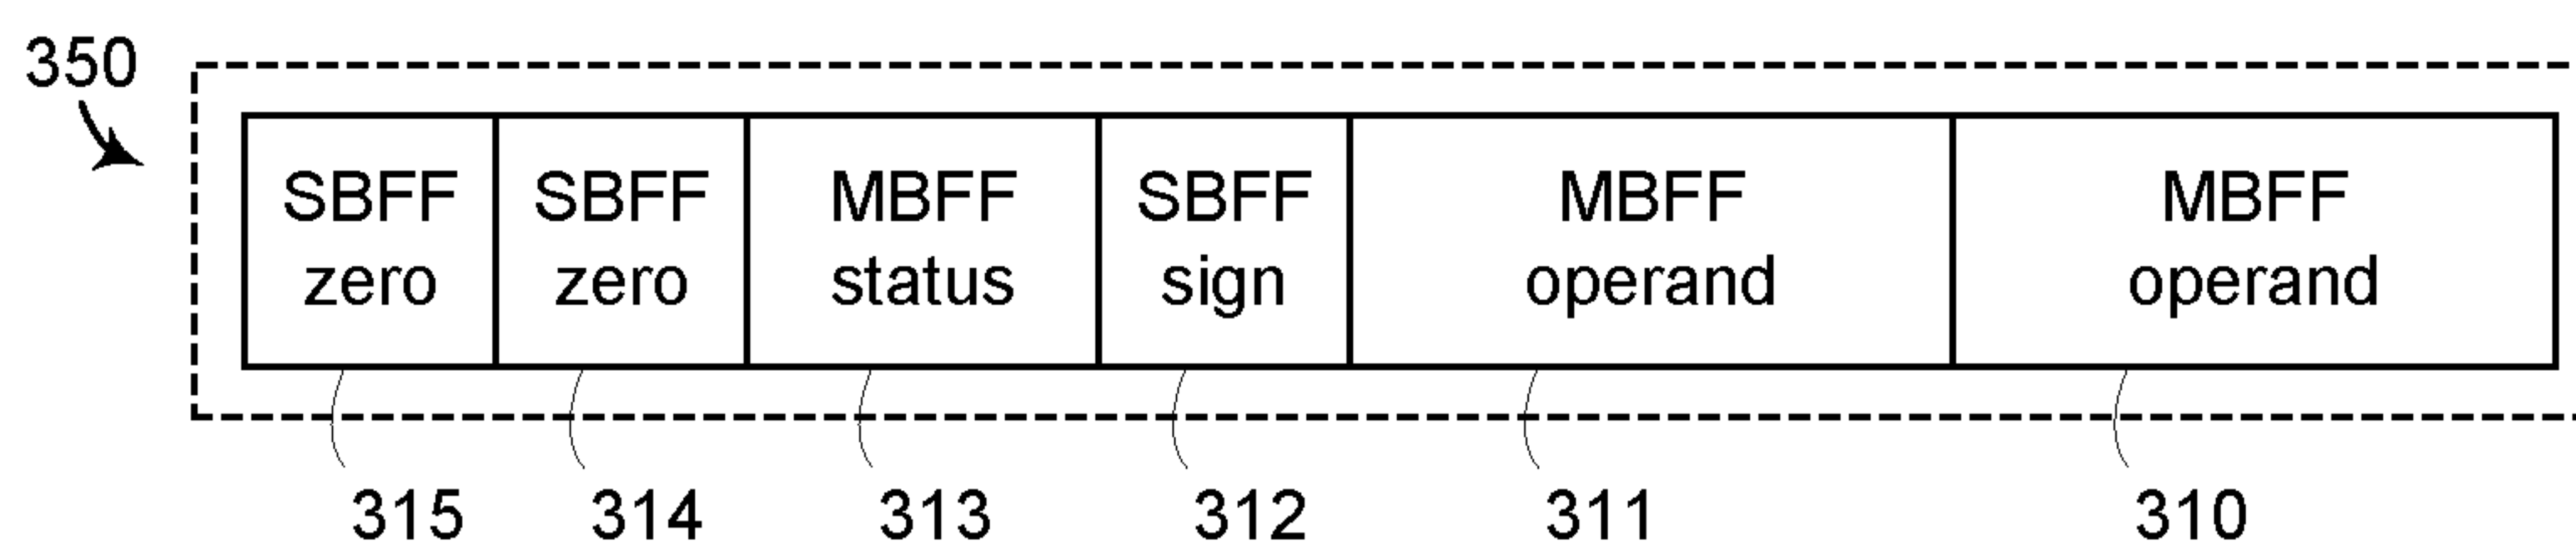 350
SBFF SBFF MBFF SBFF MBFF MBFF
zero zero status sign operand operand
315 314 313 312 311 310